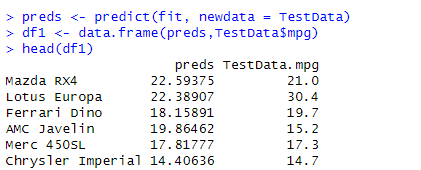 > preds <- predict(fit, newdata = TestData)
> df1 <- data.frame(preds,TestData$mpg)
> head(df1)
preds TestData.mpg
Mazda RX4 22.59375 21.0
Lotus Europa 22.38907 30.4
Ferrari Dino 18.15891 19.7
AMC Javelin 19.86462 15.2
Merc 450SL 17.81777 17.3
Chrysler Imperial 14.40636 14.7